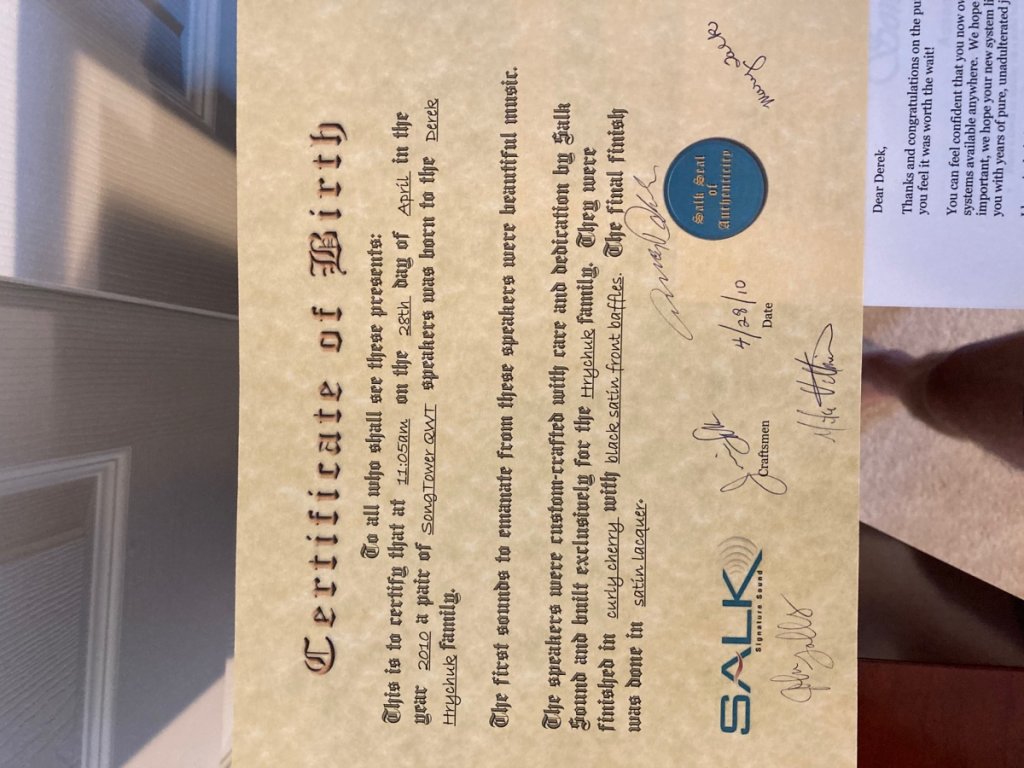 Certificate of Birth
To all who shall see these presents:
This is to certify that at 11:05am on the 28th day of April in the
year 2010 a pair of SongTower QWT speakers was born to the Derek
Hrychuk family.
The first sounds to emanate from these speakers were beautiful music.
The speakers were custom-crafted with care and dedication by Salk
Sound and built exclusively for the Hrychuk family. They were
finished in curly cherry with black satin front baffles. The final finish
was done in satin lacquer.
Salk Seal
of
Authenticity
Mary Salk
SALK
Signature Sound
Jim Salk
Craftsmen
4/28/10
Date
Dear Derek,
Thanks and congratulations on the pu
you feel it was worth the wait!
You can feel confident that you now ow
systems available anywhere. We hope
important, we hope your new system li
you with years of pure, unadulterated j